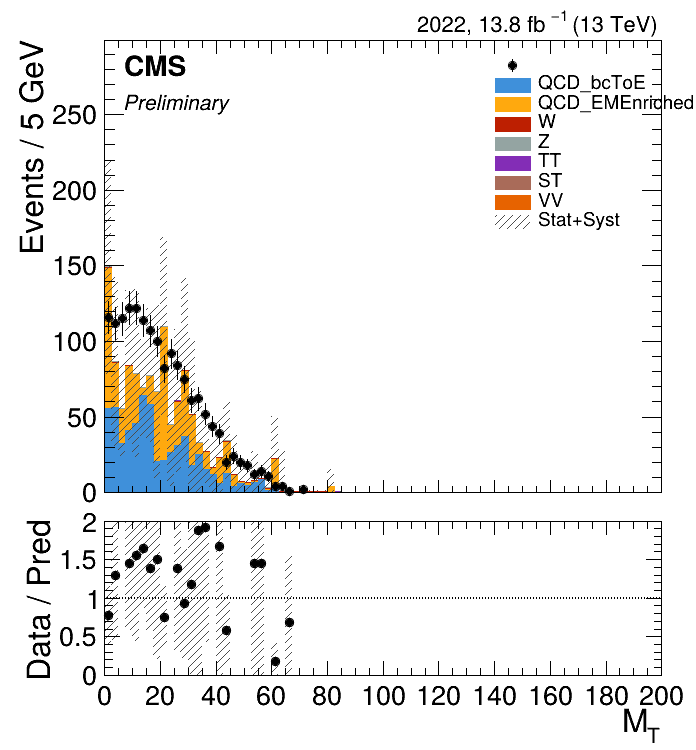 2022, 13.8 fb⁻¹ (13 TeV)
CMS
Preliminary
QCD_bcToE
QCD_EMEnriched
W
Z
TT
ST
VV
Stat+Syst
Events / 5 GeV
250
200
150
100
50
0
Data / Pred
2
1.5
1
0.5
0
0 20 40 60 80 100 120 140 160 180 200
M_T